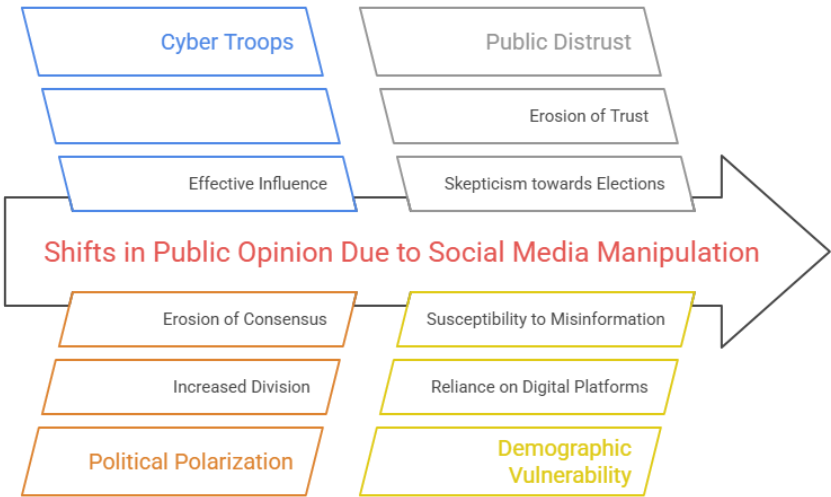 Cyber Troops
Public Distrust
Erosion of Trust
Effective Influence
Skepticism towards Elections
Shifts in Public Opinion Due to Social Media Manipulation
Erosion of Consensus
Susceptibility to Misinformation
Increased Division
Reliance on Digital Platforms
Political Polarization
Demographic
Vulnerability